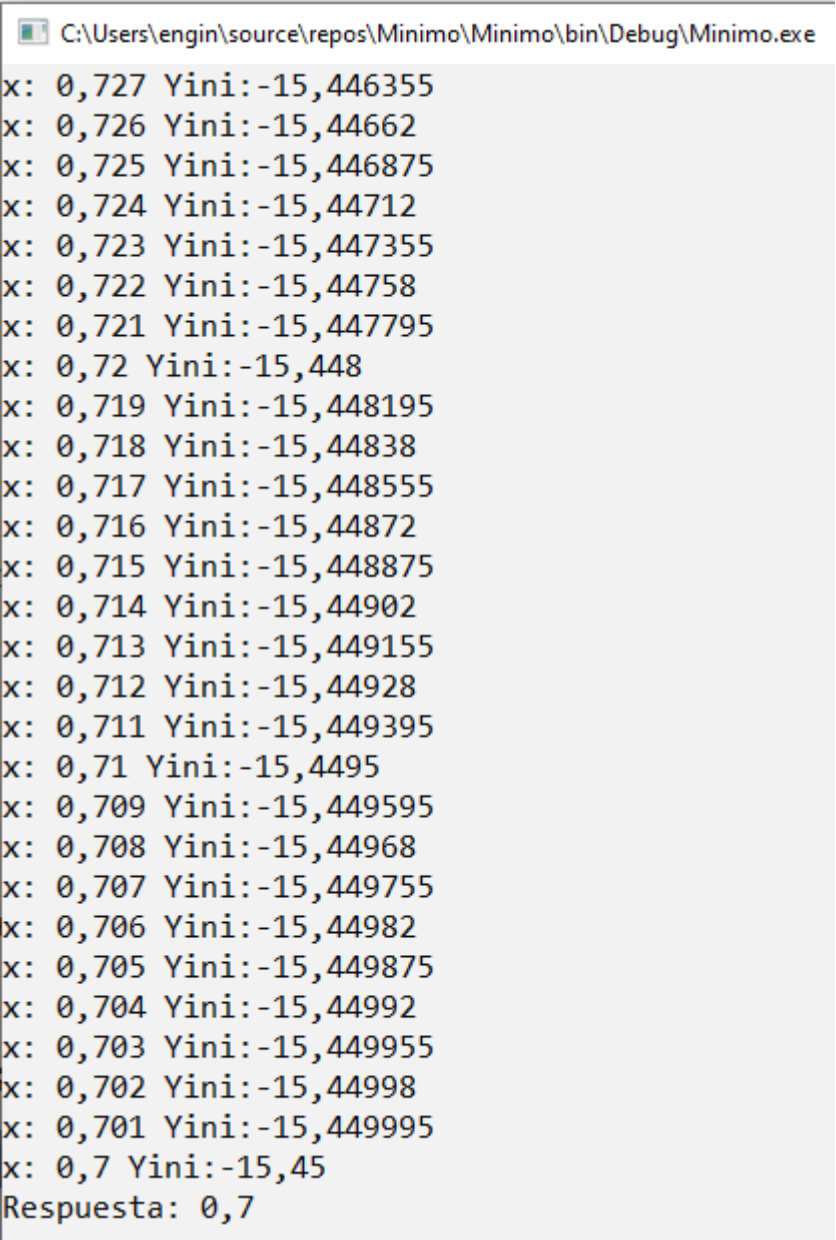 C:\Users\engin\source\repos\Minimo\Minimo\bin\Debug\Minimo.exe
x: 0,727 Yini:-15,446355
x: 0,726 Yini:-15,44662
x: 0,725 Yini:-15,446875
x: 0,724 Yini:-15,44712
x: 0,723 Yini:-15,447355
x: 0,722 Yini:-15,44758
x: 0,721 Yini:-15,447795
x: 0,72 Yini:-15,448
x: 0,719 Yini:-15,448195
x: 0,718 Yini:-15,44838
x: 0,717 Yini:-15,448555
x: 0,716 Yini:-15,44872
x: 0,715 Yini:-15,448875
x: 0,714 Yini:-15,44902
x: 0,713 Yini:-15,449155
x: 0,712 Yini:-15,44928
x: 0,711 Yini:-15,449395
x: 0,71 Yini:-15,4495
x: 0,709 Yini:-15,449595
x: 0,708 Yini:-15,44968
x: 0,707 Yini:-15,449755
x: 0,706 Yini:-15,44982
x: 0,705 Yini:-15,449875
x: 0,704 Yini:-15,44992
x: 0,703 Yini:-15,449955
x: 0,702 Yini:-15,44998
x: 0,701 Yini:-15,449995
x: 0,7 Yini:-15,45
Respuesta: 0,7